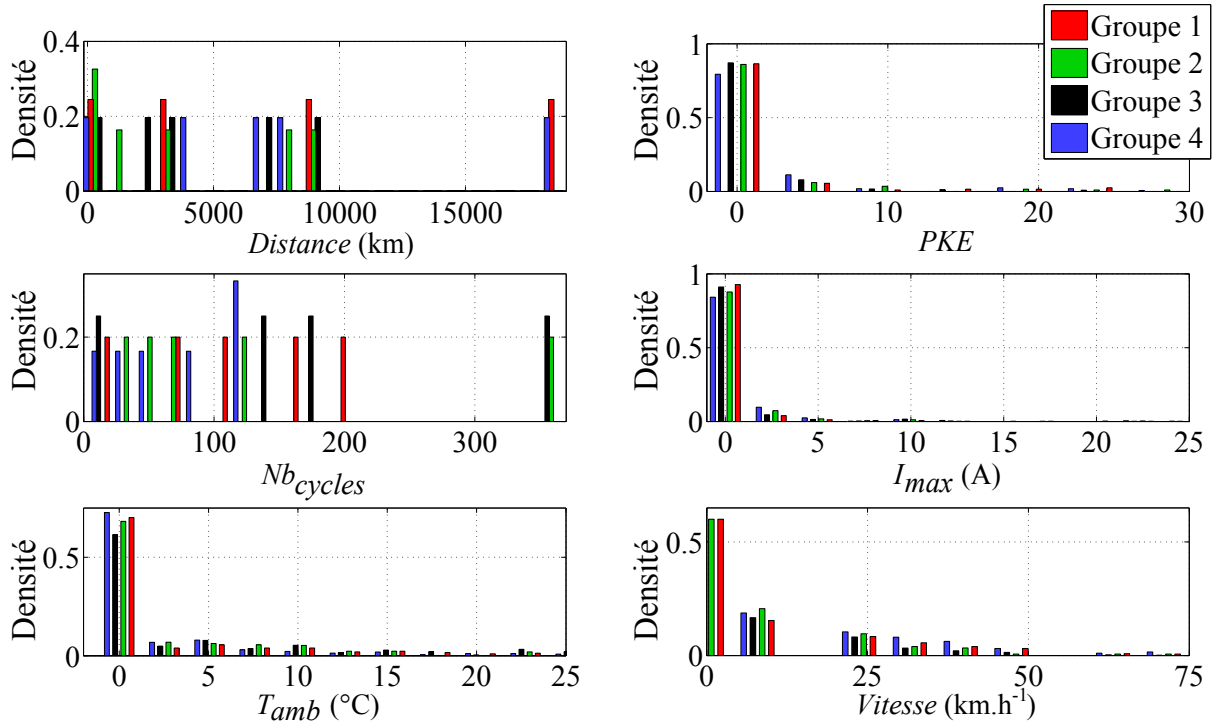 Densité
0.4
0.2
0
0 5000 10000 15000
Distance (km)
Densité
1
0.5
0
0 10 20 30
PKE
Groupe 1
Groupe 2
Groupe 3
Groupe 4
Densité
0.2
0
0 100 200 300
Nb_cycles
Densité
1
0.5
0
0 5 10 15 20 25
I_max (A)
Densité
0.5
0
0 5 10 15 20 25
T_amb (°C)
Densité
0.5
0
0 25 50 75
Vitesse (km.h⁻¹)